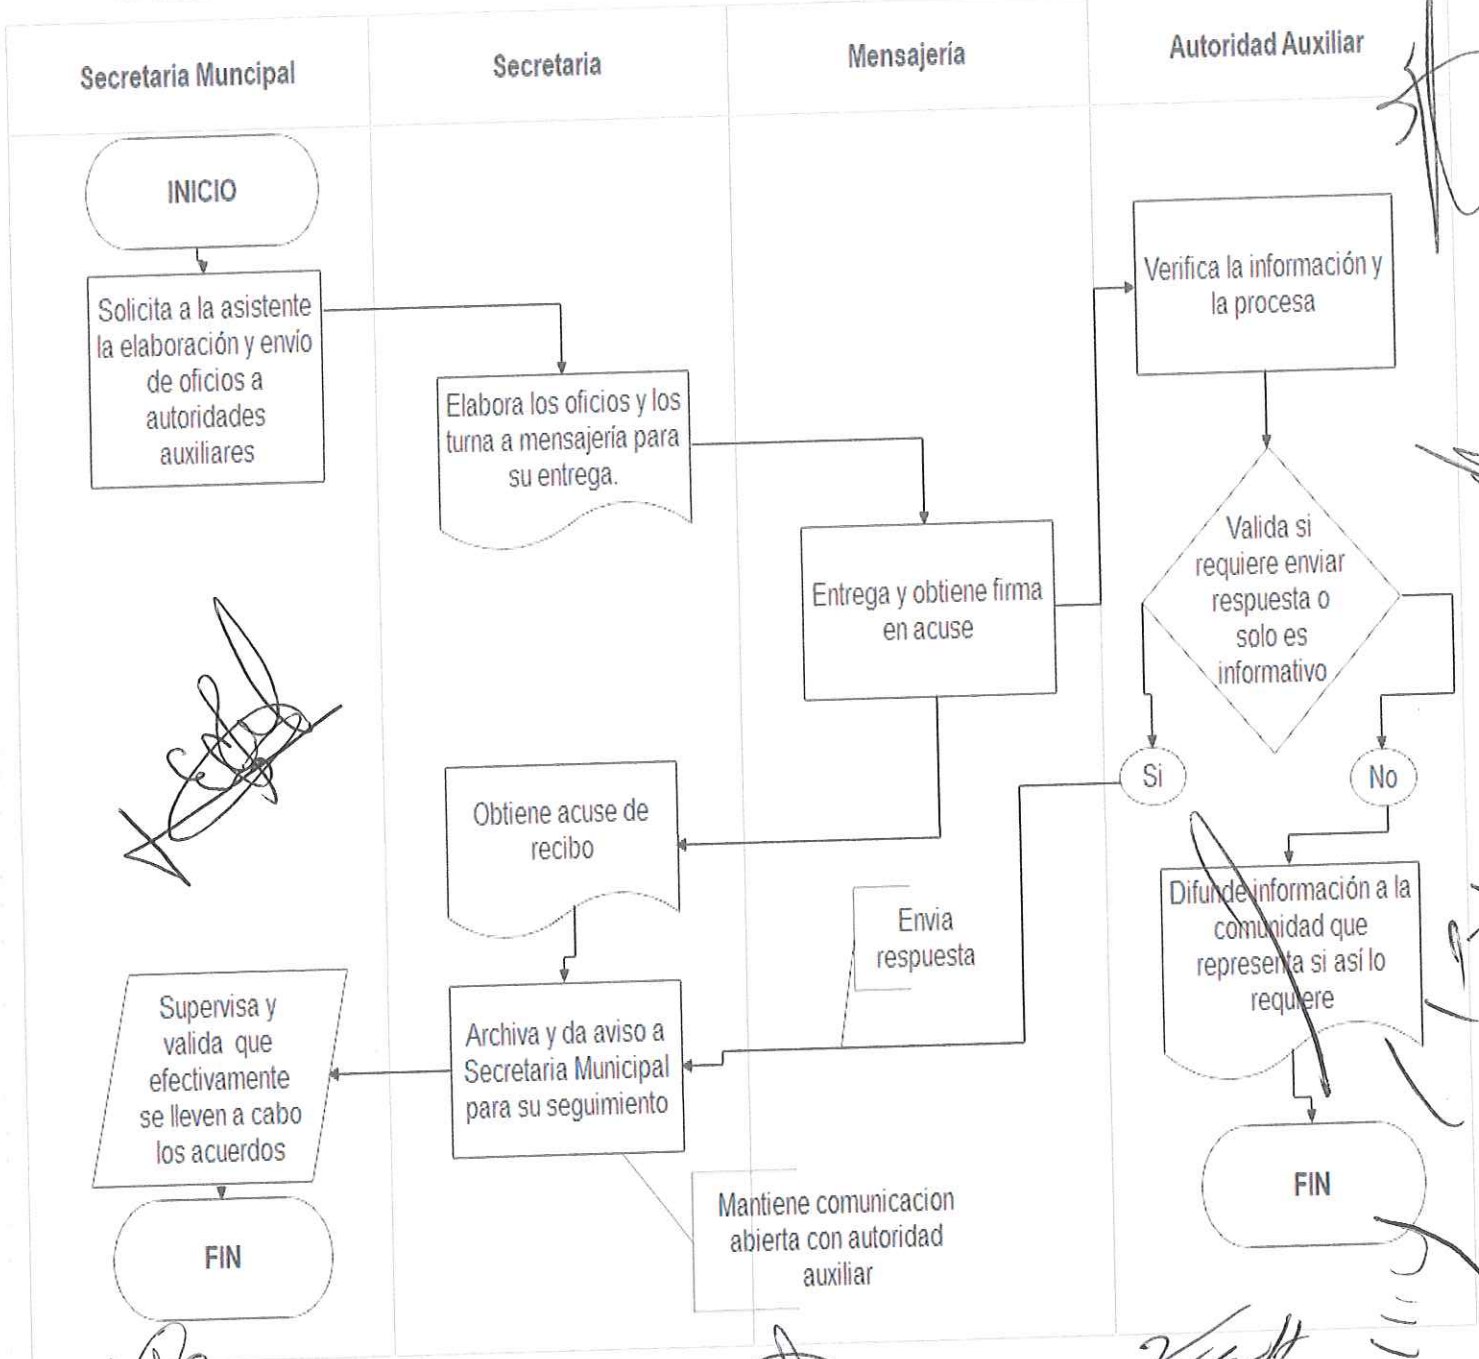 Secretaria Muncipal
Secretaria
Mensajería
Autoridad Auxiliar
INICIO
Solicita a la asistente
la elaboración y envío
de oficios a
autoridades
auxiliares
Elabora los oficios y los
turna a mensajería para
su entrega.
Entrega y obtiene firma
en acuse
Verifica la información y
la procesa
Valida si
requiere enviar
respuesta o
solo es
informativo
Si
No
Obtiene acuse de
recibo
Envia
respuesta
Difunde información a la
comunidad que
representa si así lo
requiere
Archiva y da aviso a
Secretaria Municipal
para su seguimiento
Supervisa y
valida que
efectivamente
se lleven a cabo
los acuerdos
Mantiene comunicacion
abierta con autoridad
auxiliar
FIN
FIN